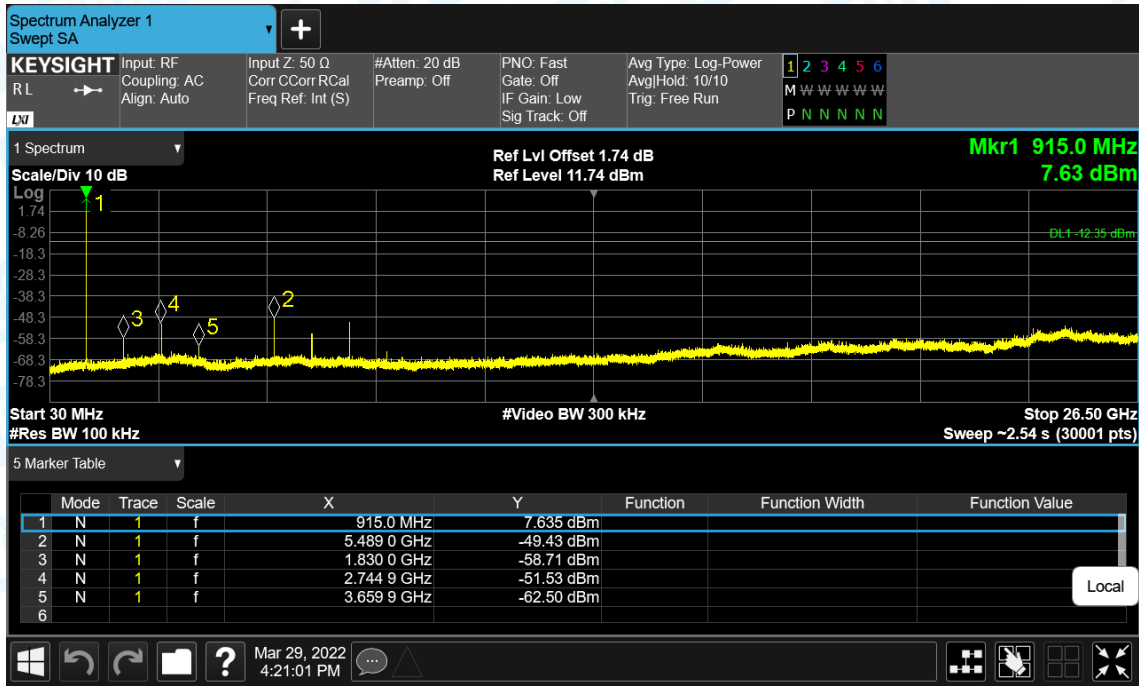 Spectrum Analyzer 1
Swept SA
+
KEYSIGHT
RL
LXI
Input: RF
Coupling: AC
Align: Auto
Input Z: 50 Ω
Corr CCorr RCal
Freq Ref: Int (S)
#Atten: 20 dB
Preamp: Off
PNO: Fast
Gate: Off
IF Gain: Low
Sig Track: Off
Avg Type: Log-Power
Avg|Hold: 10/10
Trig: Free Run
1 2 3 4 5 6
M W W W W W
P N N N N N
1 Spectrum
Scale/Div 10 dB
Ref Lvl Offset 1.74 dB
Ref Level 11.74 dBm
Mkr1 915.0 MHz
7.63 dBm
Log
1.74
-8.26
-18.3
-28.3
-38.3
-48.3
-58.3
-68.3
-78.3
1
3
4
5
2
DL1 -12.35 dBm
Start 30 MHz
#Res BW 100 kHz
#Video BW 300 kHz
Stop 26.50 GHz
Sweep ~2.54 s (30001 pts)
5 Marker Table
Mode Trace Scale X Y Function Function Width Function Value
1 N 1 f 915.0 MHz 7.635 dBm
2 N 1 f 5.489 0 GHz -49.43 dBm
3 N 1 f 1.830 0 GHz -58.71 dBm
4 N 1 f 2.744 9 GHz -51.53 dBm
5 N 1 f 3.659 9 GHz -62.50 dBm
6
Local
?
Mar 29, 2022
4:21:01 PM